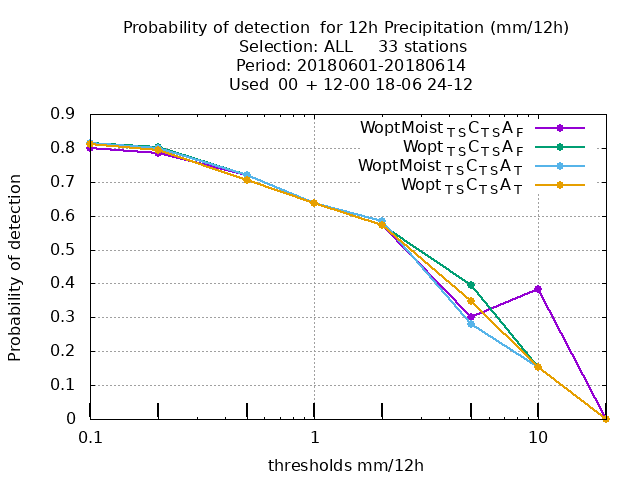 Probability of detection  for 12h Precipitation (mm/12h)
Selection: ALL     33 stations
Period: 20180601-20180614
Used  00 + 12-00 18-06 24-12
WoptMoist TS C TS A F
Wopt TS C TS A F
WoptMoist TS C TS A T
Wopt TS C TS A T
Probability of detection
0.9
0.8
0.7
0.6
0.5
0.4
0.3
0.2
0.1
0
0.1 1 10
thresholds mm/12h